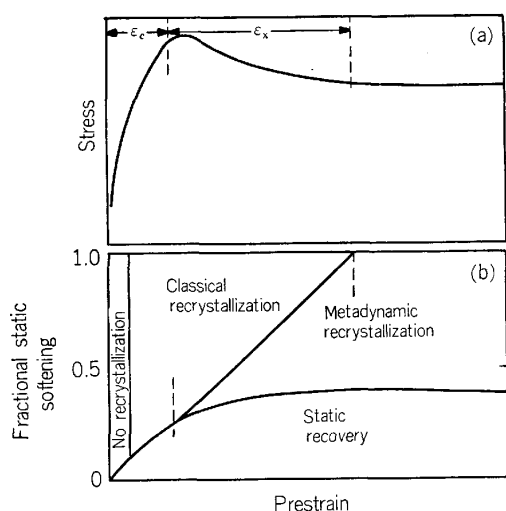 ε_c
ε_x
(a)
Stress
1.0
(b)
Classical
recrystallization
Metadynamic
recrystallization
No recrystallization
0.5
Fractional static
softening
Static
recovery
0
Prestrain